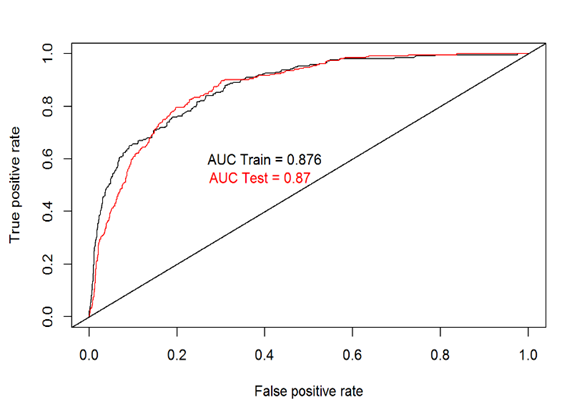 True positive rate
1.0
0.8
0.6
0.4
0.2
0.0
AUC Train = 0.876
AUC Test = 0.87
0.0 0.2 0.4 0.6 0.8 1.0
False positive rate